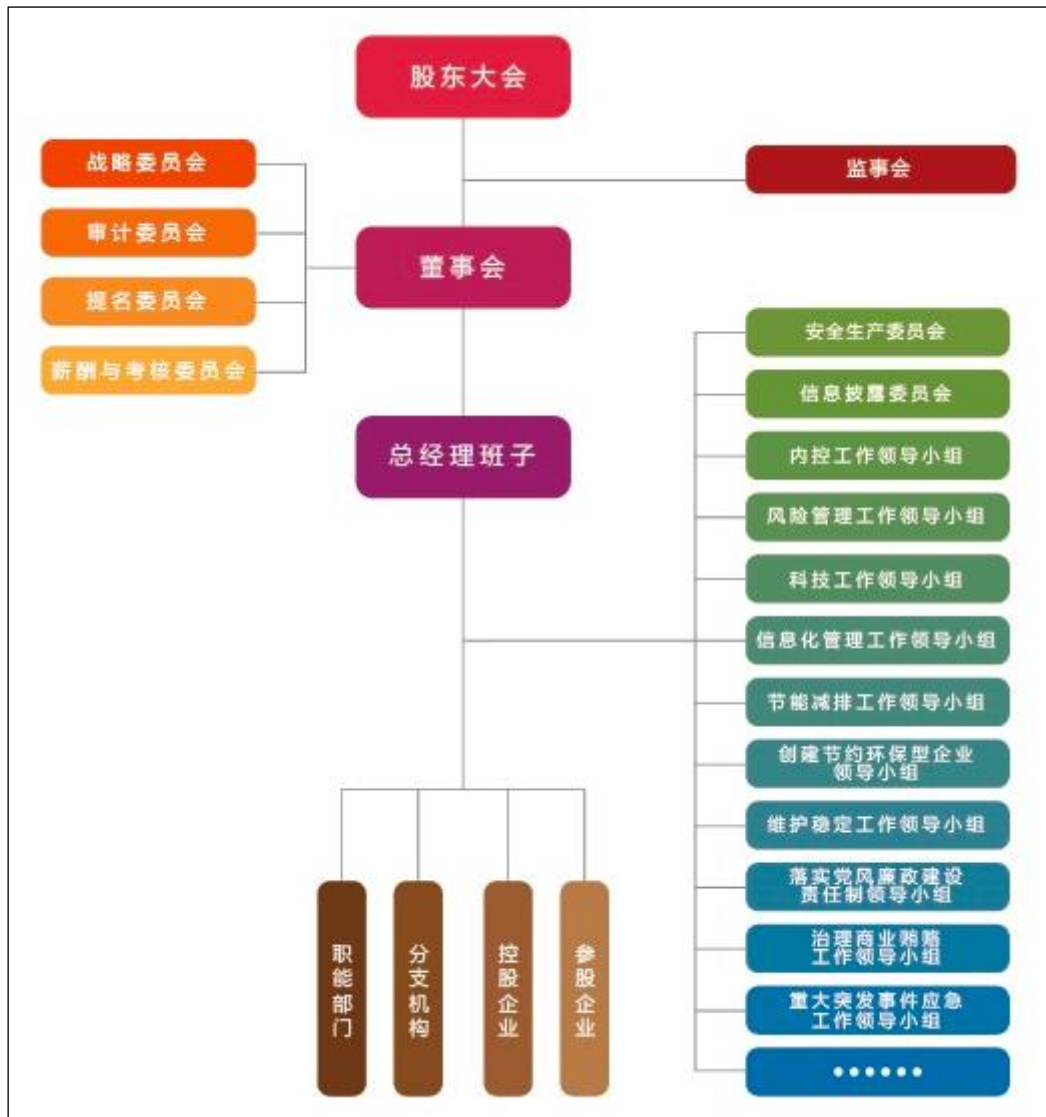 股东大会
战略委员会
监事会
审计委员会
董事会
提名委员会
薪酬与考核委员会
安全生产委员会
信息披露委员会
总经理班子
内控工作领导小组
风险管理工作领导小组
科技工作领导小组
信息化管理工作领导小组
节能减排工作领导小组
创建节约环保型企业
领导小组
维护稳定工作领导小组
落实党风廉政建设
责任制领导小组
治理商业贿赂
工作领导小组
重大突发事件应急
工作领导小组
••••••
职能部门
分支机构
控股企业
参股企业